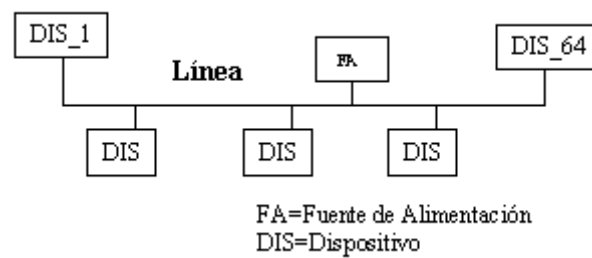 DIS_1
FA
DIS_64
Línea
DIS
DIS
DIS
FA=Fuente de Alimentación
DIS=Dispositivo